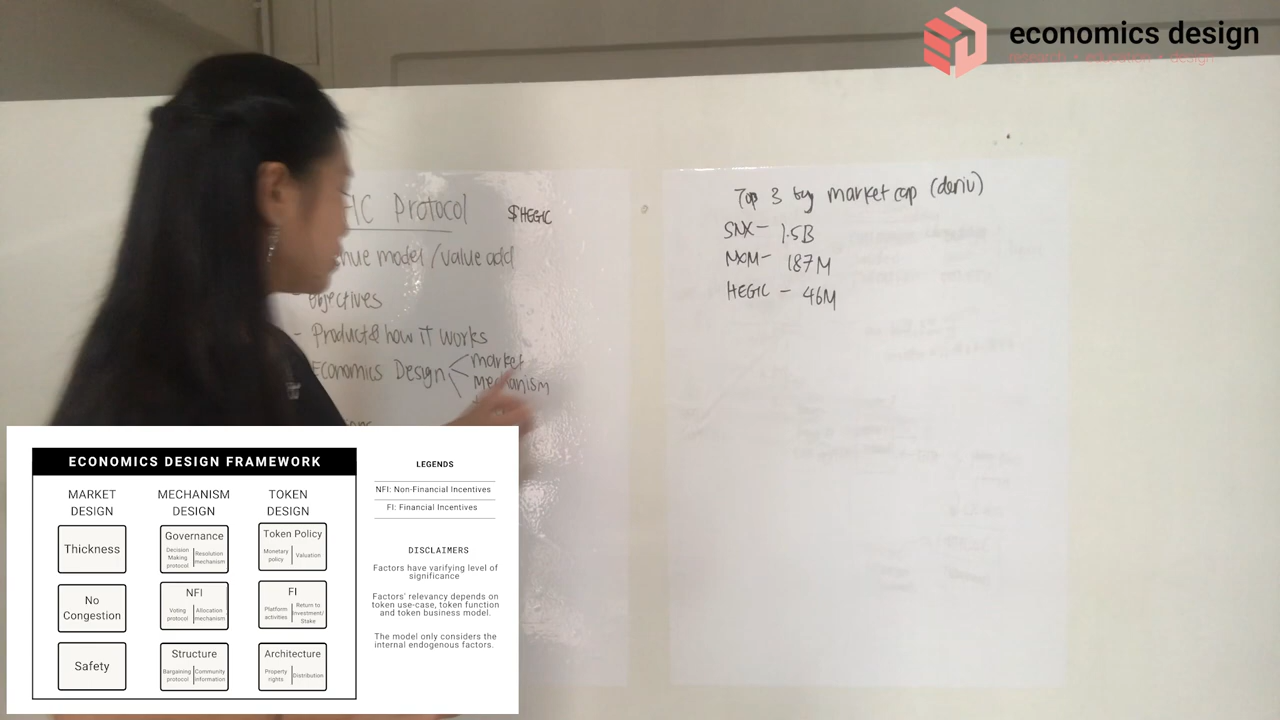 economics design
research • education • design
IC Protocol $HEGIC
nue model / value add
objectives
- Product & how it works
Economics Design market
mechanism
Top 3 by market cap (deriv)
SNX - 1.5B
NXM - 187M
HEGIC - 46M
ECONOMICS DESIGN FRAMEWORK
MARKET DESIGN
MECHANISM DESIGN
TOKEN DESIGN
Thickness
Governance
Decision Making protocol
Resolution mechanism
Token Policy
Monetary policy
Valuation
No Congestion
NFI
Voting protocol
Allocation mechanism
FI
Platform activities
Return to Investment/ Stake
Safety
Structure
Bargaining protocol
Community information
Architecture
Property rights
Distribution
LEGENDS
NFI: Non-Financial Incentives
FI: Financial Incentives
DISCLAIMERS
Factors have varifying level of
significance
Factors' relevancy depends on
token use-case, token function
and token business model.
The model only considers the
internal endogenous factors.